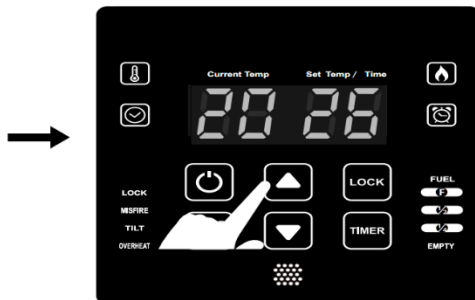 Current Temp Set Temp / Time
20 26
LOCK
MISFIRE
TILT
OVERHEAT
LOCK
TIMER
FUEL
F
EMPTY